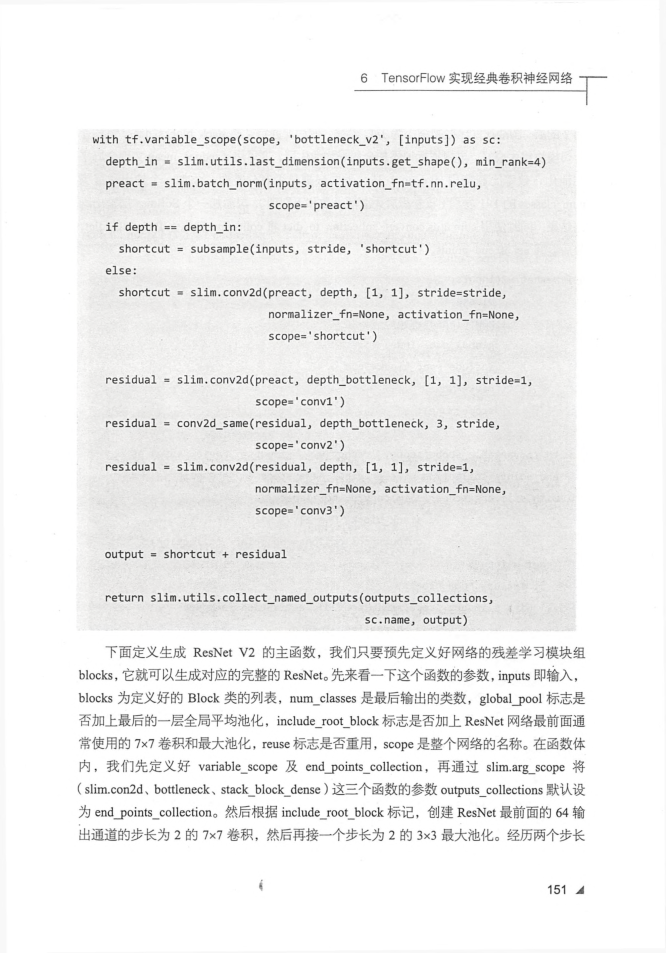 6 TensorFlow 实现经典卷积神经网络
with tf.variable_scope(scope, 'bottleneck_v2', [inputs]) as sc:
depth_in = slim.utils.last_dimension(inputs.get_shape(), min_rank=4)
preact = slim.batch_norm(inputs, activation_fn=tf.nn.relu,
scope='preact')
if depth == depth_in:
shortcut = subsample(inputs, stride, 'shortcut')
else:
shortcut = slim.conv2d(preact, depth, [1, 1], stride=stride,
normalizer_fn=None, activation_fn=None,
scope='shortcut')
residual = slim.conv2d(preact, depth_bottleneck, [1, 1], stride=1,
scope='conv1')
residual = conv2d_same(residual, depth_bottleneck, 3, stride,
scope='conv2')
residual = slim.conv2d(residual, depth, [1, 1], stride=1,
normalizer_fn=None, activation_fn=None,
scope='conv3')
output = shortcut + residual
return slim.utils.collect_named_outputs(outputs_collections,
sc.name, output)
下面定义生成 ResNet V2 的主函数，我们只要预先定义好网络的残差学习模块组
blocks，它就可以生成对应的完整的 ResNet。先来看一下这个函数的参数，inputs 即输入，
blocks 为定义好的 Block 类的列表，num_classes 是最后输出的类数，global_pool 标志是
否加上最后的一层全局平均池化，include_root_block 标志是否加上 ResNet 网络最前面通
常使用的 7×7 卷积和最大池化，reuse 标志是否重用，scope 是整个网络的名称。在函数体
内，我们先定义好 variable_scope 及 end_points_collection，再通过 slim.arg_scope 将
（slim.con2d、bottleneck、stack_block_dense）这三个函数的参数 outputs_collections 默认设
为 end_points_collection。然后根据 include_root_block 标记，创建 ResNet 最前面的 64 输
出通道的步长为 2 的 7×7 卷积，然后再接一个步长为 2 的 3×3 最大池化。经历两个步长
151